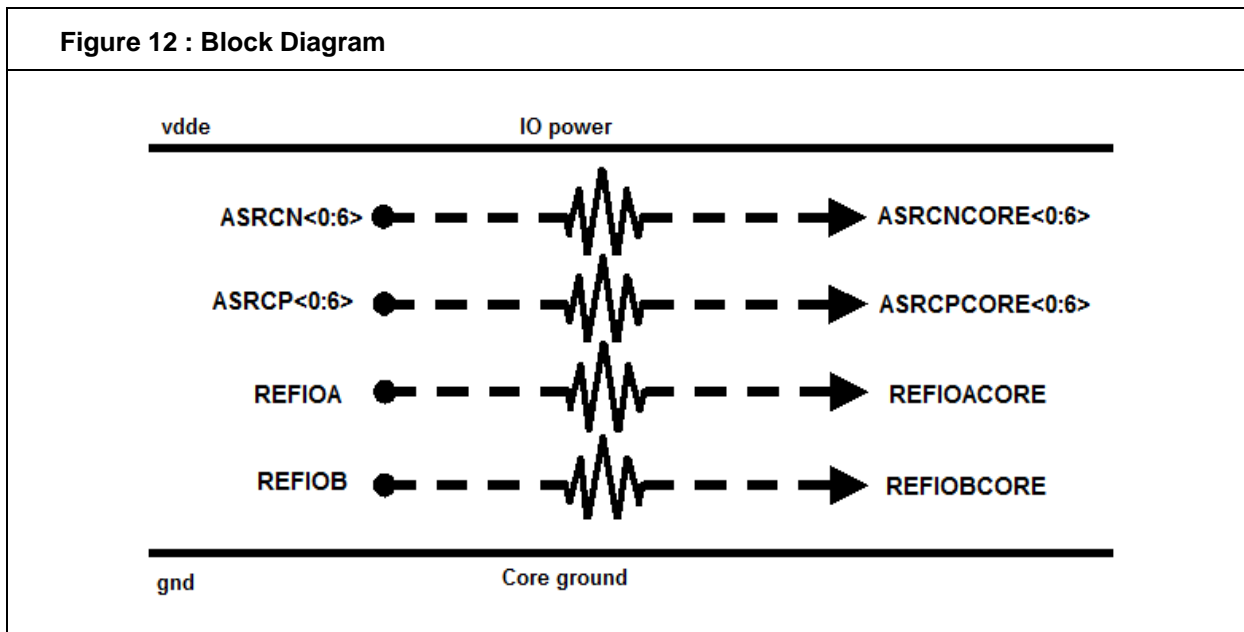 Figure 12 : Block Diagram
vdde IO power
ASRCN<0:6> ASRCNCORE<0:6>
ASRCP<0:6> ASRCPCORE<0:6>
REFIOA REFIOACORE
REFIOB REFIOBCORE
gnd Core ground